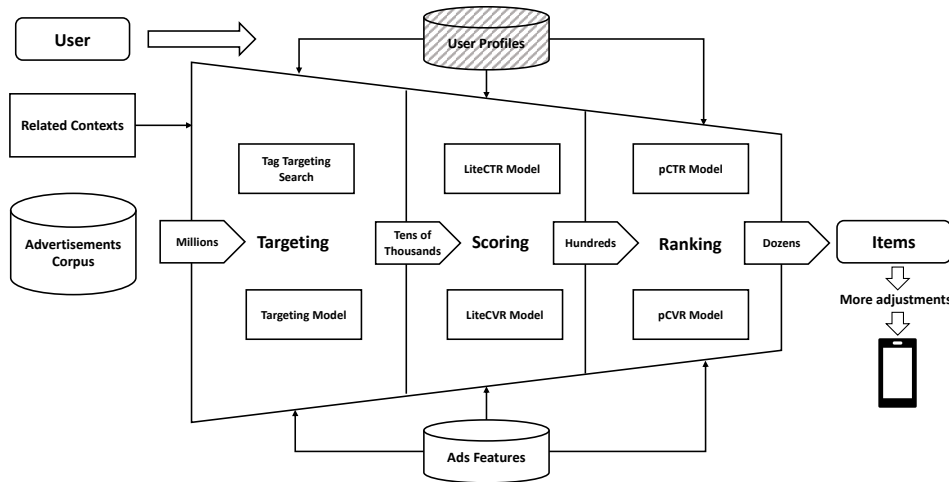 User
User Profiles
Related Contexts
Tag Targeting
Search
LiteCTR Model
pCTR Model
Advertisements
Corpus
Millions
Targeting
Tens of
Thousands
Scoring
Hundreds
Ranking
Dozens
Items
More adjustments
Targeting Model
LiteCVR Model
pCVR Model
Ads Features